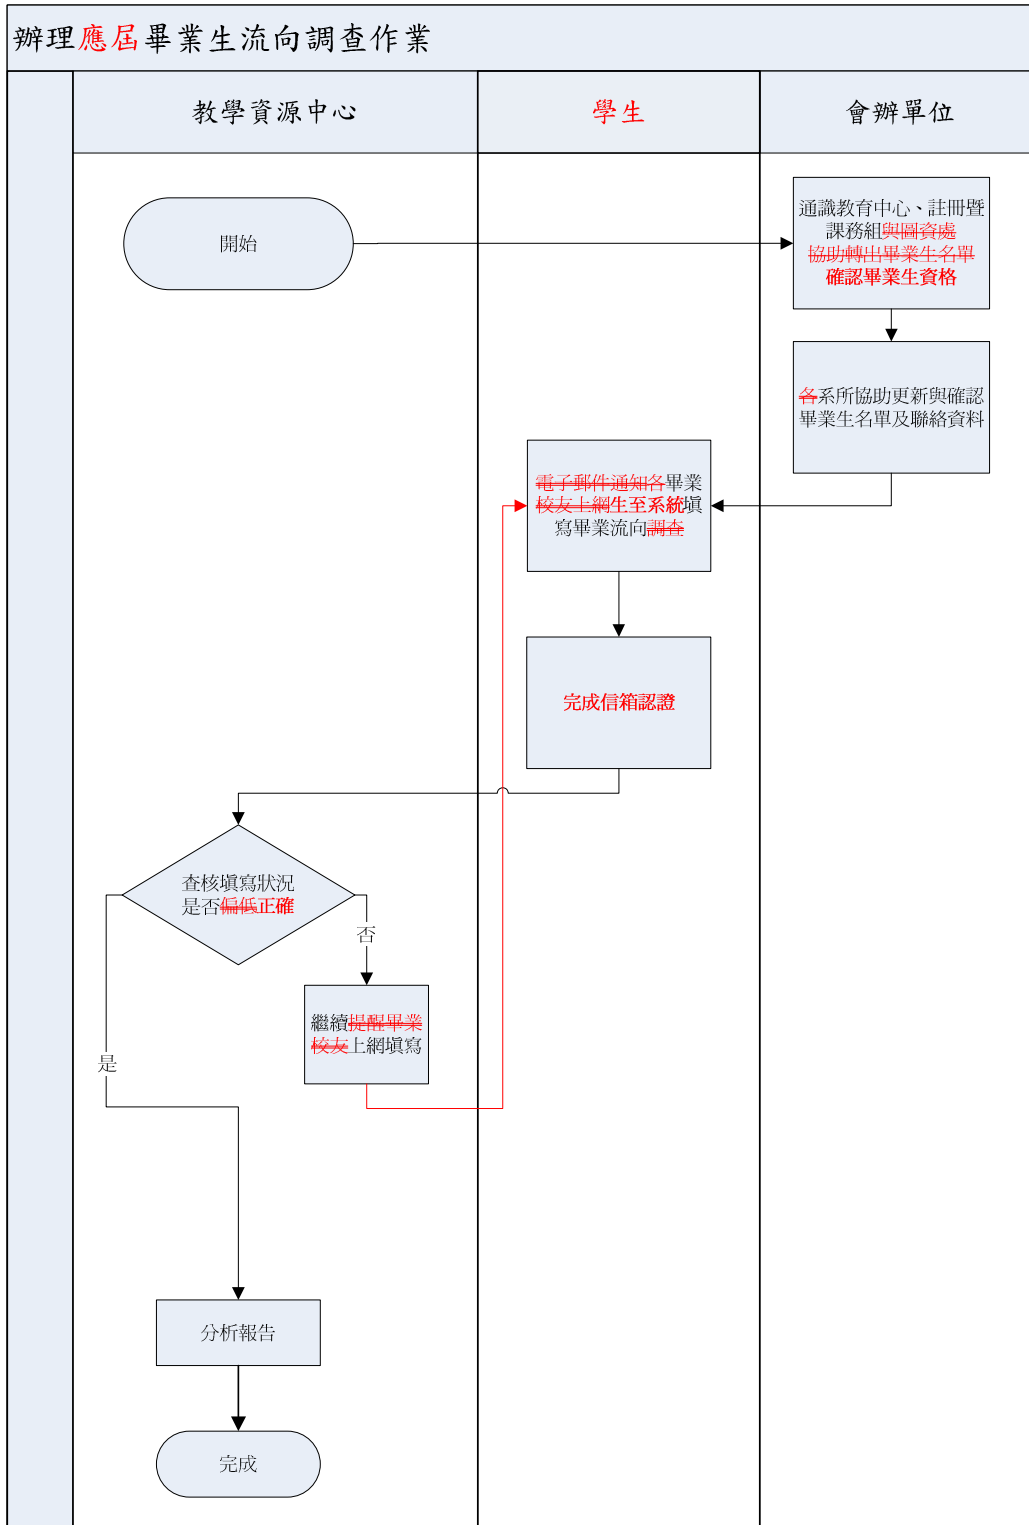 辦理應屆畢業生流向調查作業
教學資源中心
學生
會辦單位
開始
通識教育中心、註冊暨
課務組與圖資處
協助轉出畢業生名單
確認畢業生資格
各系所協助更新與確認
畢業生名單及聯絡資料
電子郵件通知各畢業
校友上網生至系統填
寫畢業流向調查
完成信箱認證
查核填寫狀況
是否偏低正確
否
繼續提醒畢業
校友上網填寫
是
分析報告
完成